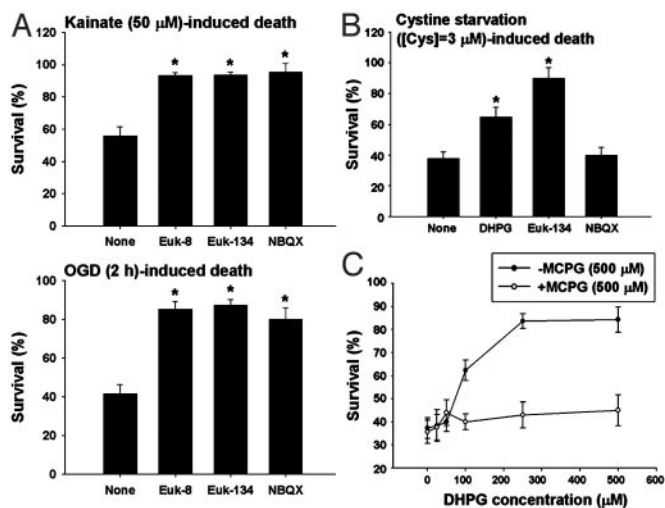 A
Kainate (50 µM)-induced death
Survival (%)
120
100
80
60
40
20
0
* * *
None Euk-8 Euk-134 NBQX
OGD (2 h)-induced death
Survival (%)
100
80
60
40
20
0
* * *
None Euk-8 Euk-134 NBQX
B
Cystine starvation
([Cys]=3 µM)-induced death
Survival (%)
100
80
60
40
20
0
* *
None DHPG Euk-134 NBQX
C
-MCPG (500 µM)
+MCPG (500 µM)
Survival (%)
100
90
80
70
60
50
40
30
20
0 100 200 300 400 500 600
DHPG concentration (µM)